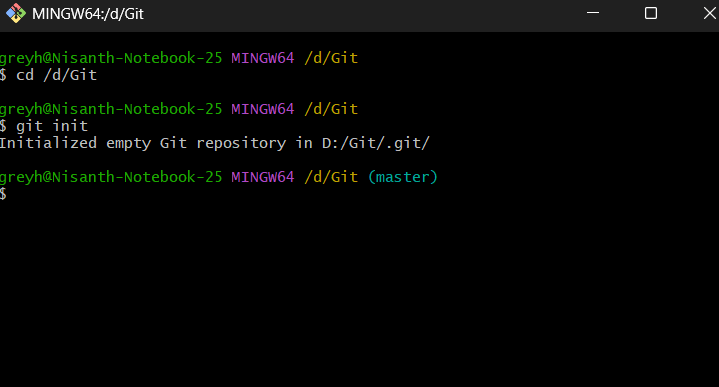 MINGW64:/d/Git
greyh@Nisanth-Notebook-25 MINGW64 /d/Git
$ cd /d/Git
greyh@Nisanth-Notebook-25 MINGW64 /d/Git
$ git init
Initialized empty Git repository in D:/Git/.git/
greyh@Nisanth-Notebook-25 MINGW64 /d/Git (master)
$